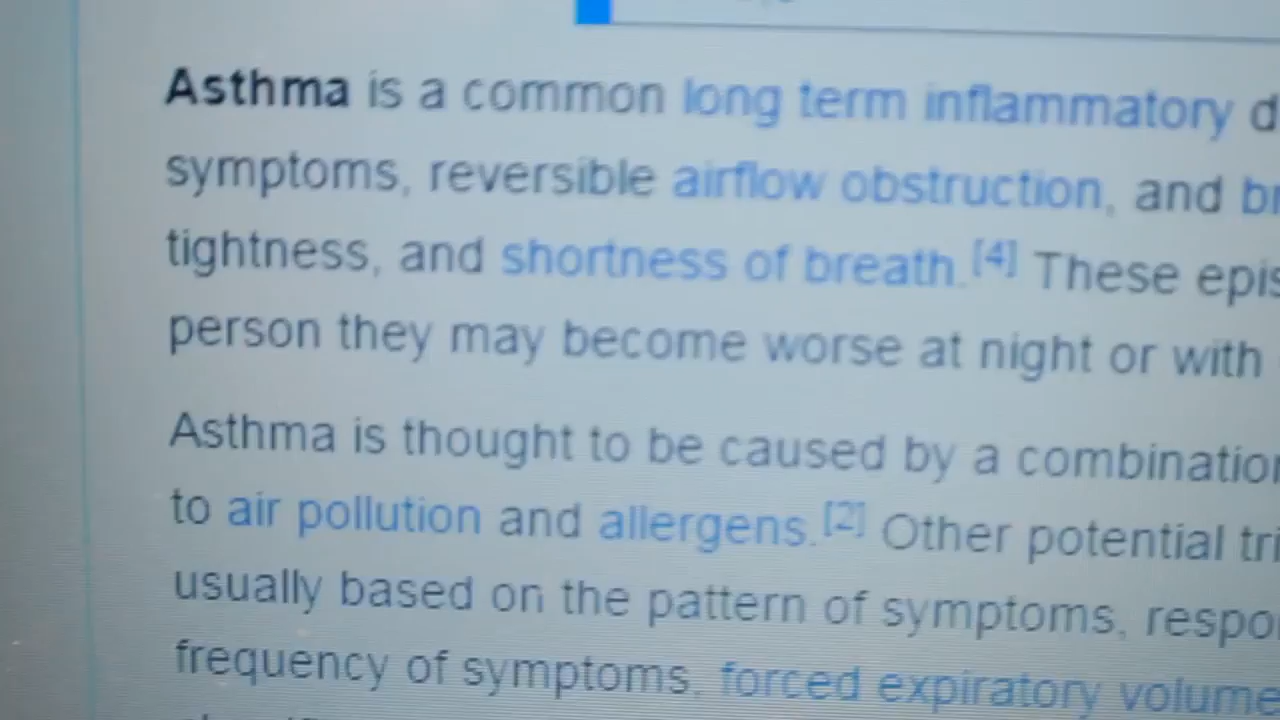 Asthma is a common long term inflammatory
symptoms, reversible airflow obstruction, and
tightness, and shortness of breath.[4] These
person they may become worse at night or with
Asthma is thought to be caused by a
to air pollution and allergens.[2] Other potential
usually based on the pattern of symptoms,
frequency of symptoms, forced expiratory volume